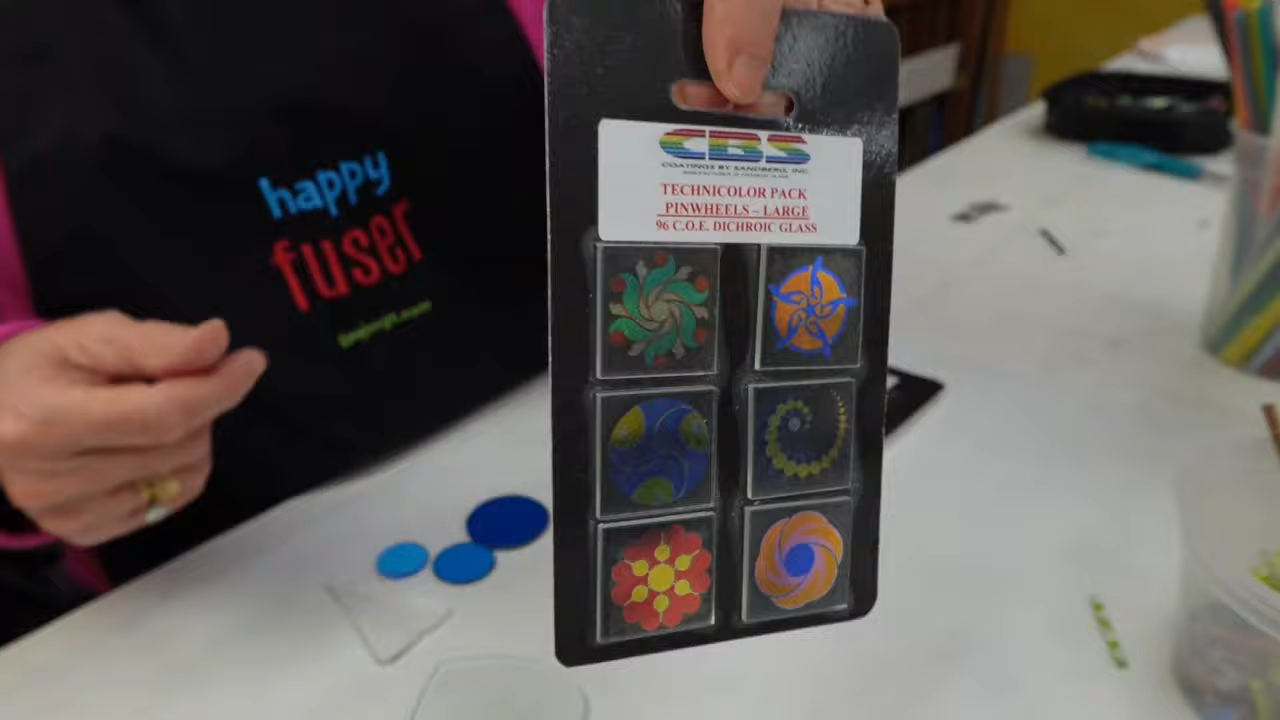 happy
fuser
CBS
COATINGS BY SANDBERG, INC.
TECHNICOLOR PACK
PINWHEELS – LARGE
96 C.O.E. DICHROIC GLASS